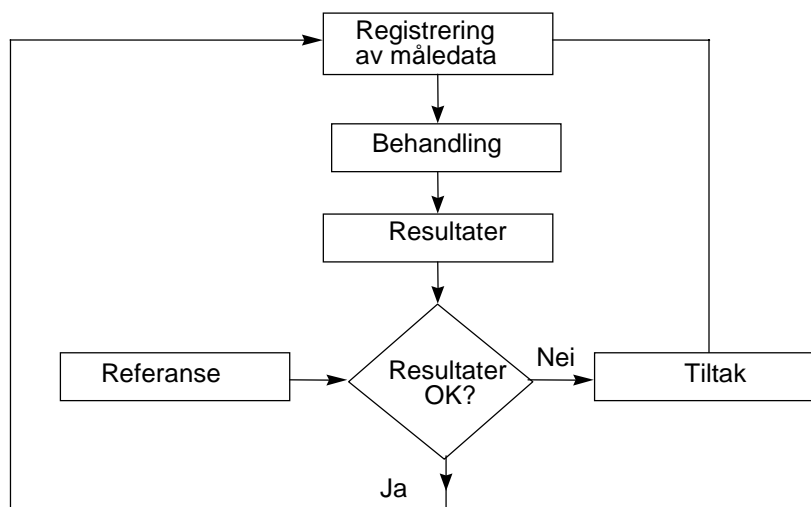 Registrering
av måledata
Behandling
Resultater
Referanse
Resultater
OK?
Nei
Tiltak
Ja